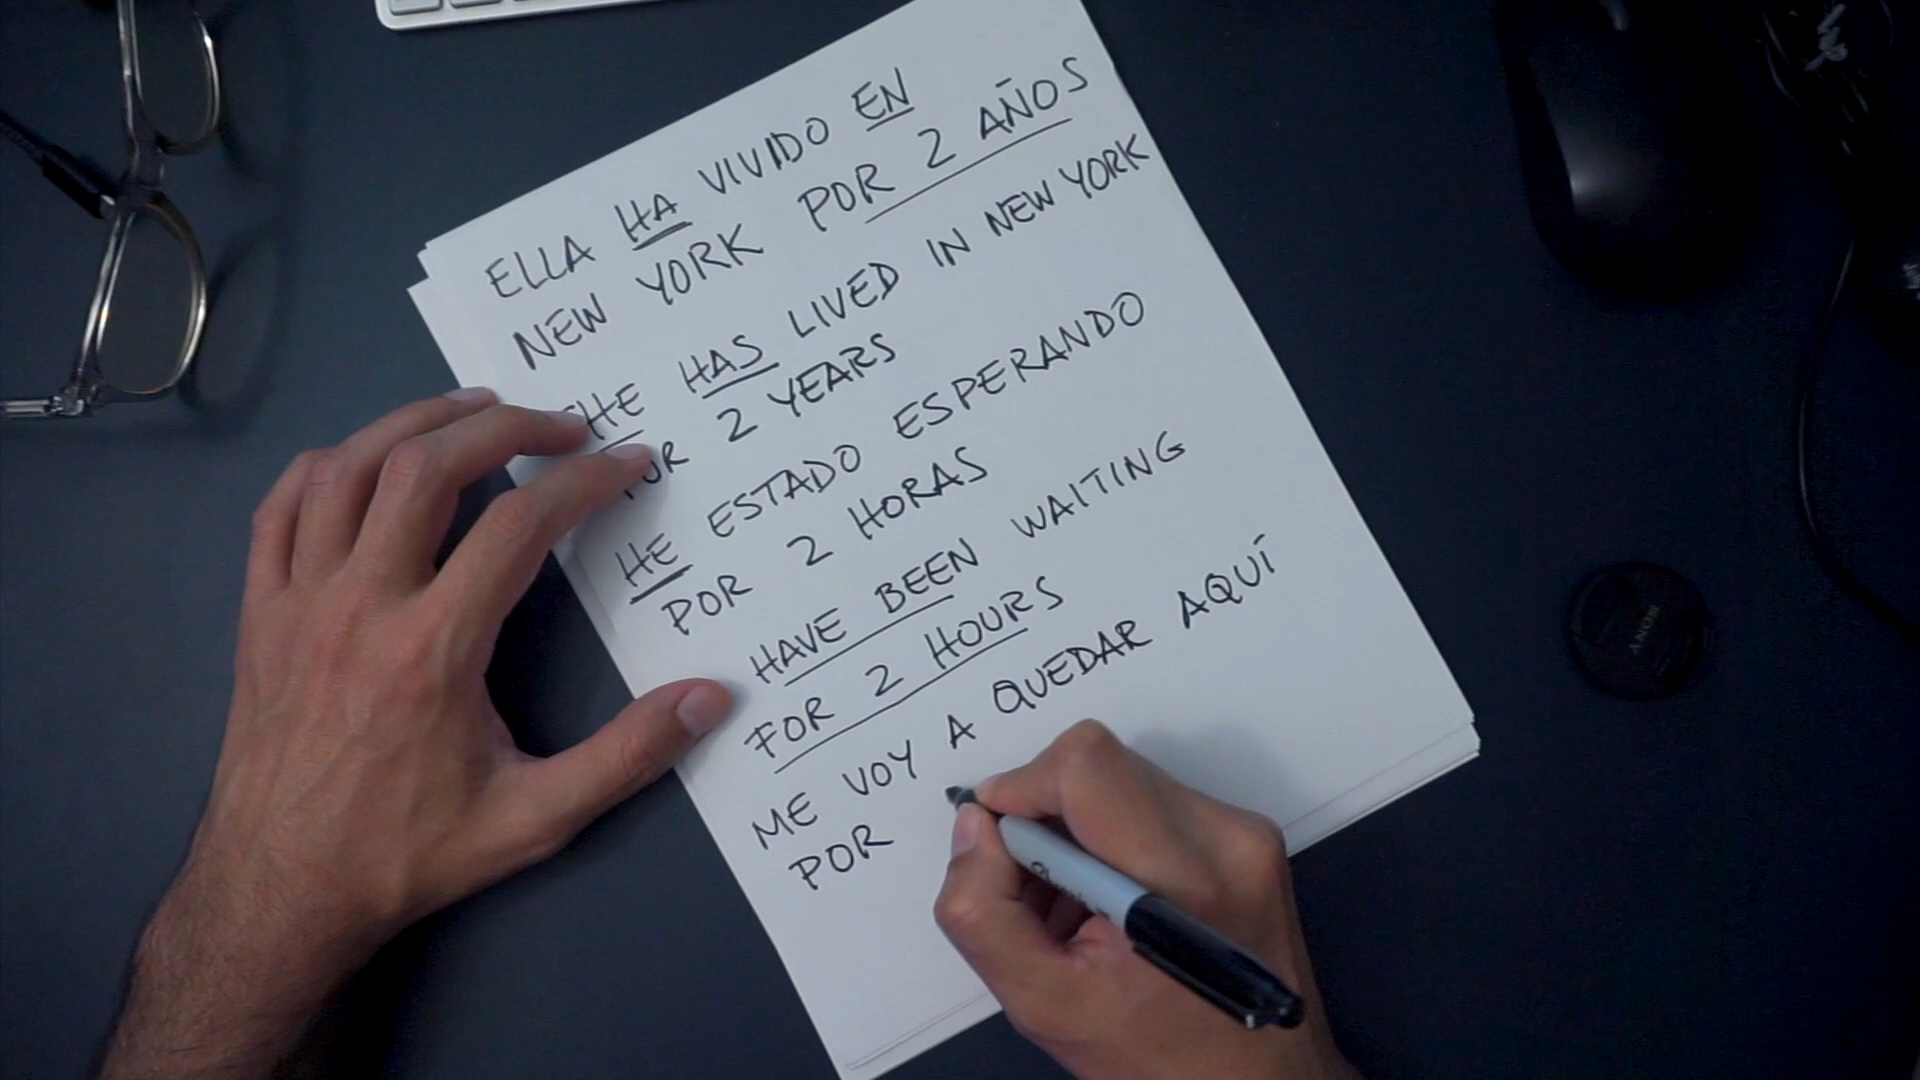 ELLA HA VIVIDO EN
NEW YORK POR 2 AÑOS
HAS LIVED IN NEW YORK
2 YEARS
HE ESTADO ESPERANDO
POR 2 HORAS
HAVE BEEN WAITING
FOR 2 HOURS
ME VOY A QUEDAR AQUÍ
POR
SONY